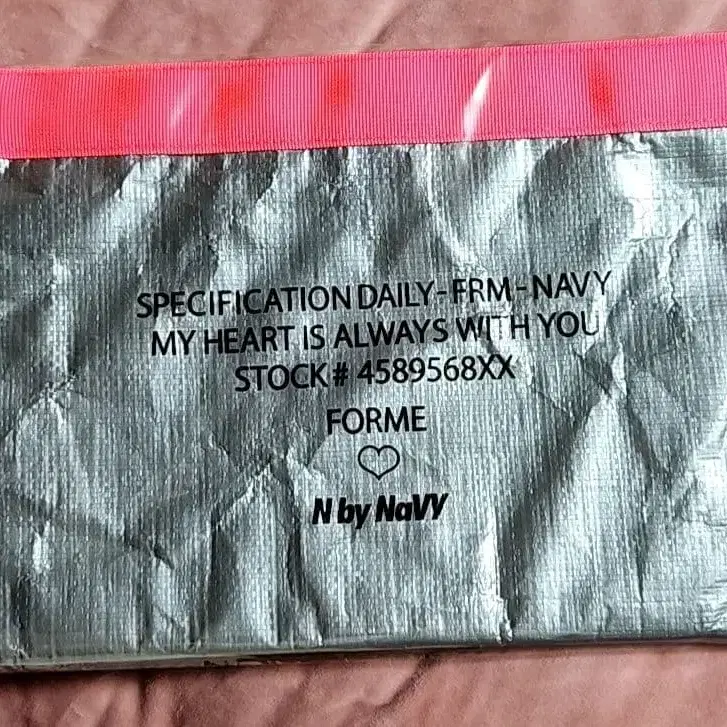 SPECIFICATION DAILY-FRM-NAVY
MY HEART IS ALWAYS WITH YOU
STOCK# 4589568XX
FORME
N by NaVY